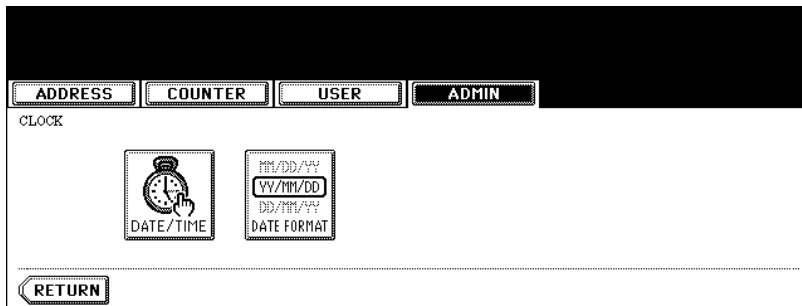 ADDRESS COUNTER USER ADMIN
CLOCK
MM/DD/YY
YY/MM/DD
DD/MM/YY
DATE/TIME DATE FORMAT
RETURN